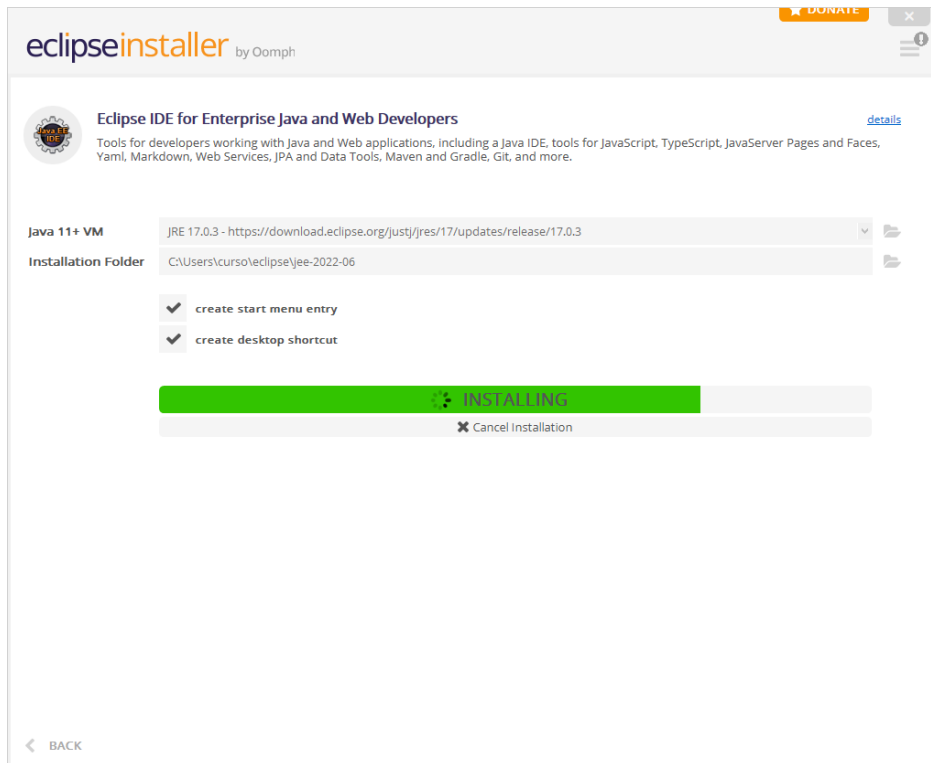 DONATE
eclipseinstaller by Oomph
Eclipse IDE for Enterprise Java and Web Developers
details
Java EE
IDE
Tools for developers working with Java and Web applications, including a Java IDE, tools for JavaScript, TypeScript, JavaServer Pages and Faces,
Yaml, Markdown, Web Services, JPA and Data Tools, Maven and Gradle, Git, and more.
Java 11+ VM
JRE 17.0.3 - https://download.eclipse.org/justj/jres/17/updates/release/17.0.3
Installation Folder
C:\Users\curso\eclipse\jee-2022-06
create start menu entry
create desktop shortcut
INSTALLING
Cancel Installation
BACK